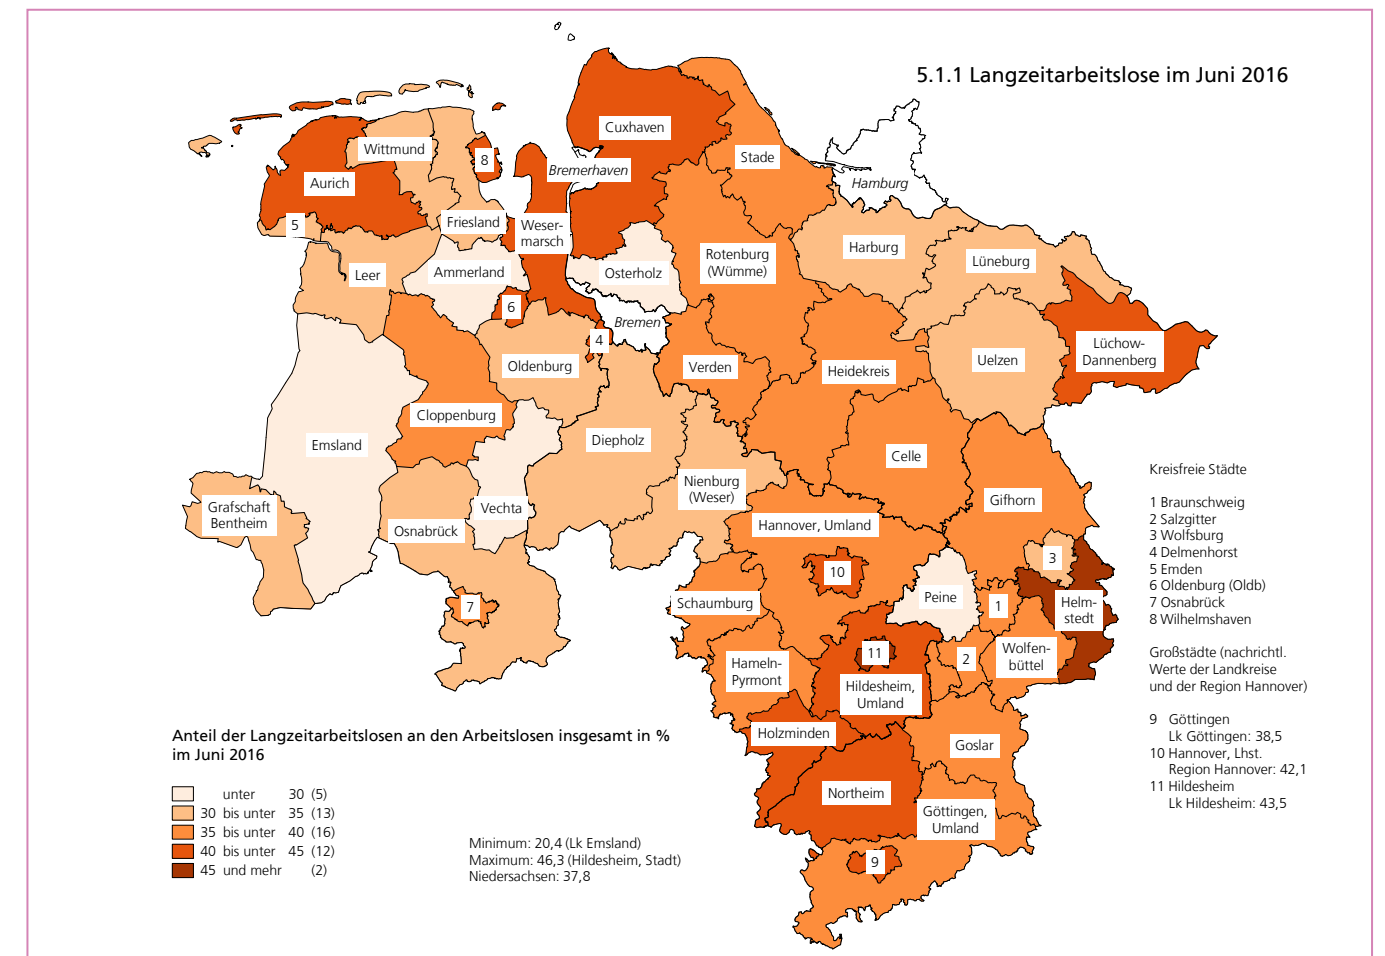 5.1.1 Langzeitarbeitslose im Juni 2016
Cuxhaven
Stade
Wittmund
8
Bremerhaven
Aurich
Hamburg
5
Friesland
Weser-
marsch
Harburg
Rotenburg
(Wümme)
Lüneburg
Leer
Ammerland
Osterholz
6
Bremen
4
Lüchow-
Dannenberg
Uelzen
Oldenburg
Verden
Heidekreis
Cloppenburg
Emsland
Diepholz
Celle
Nienburg
(Weser)
Gifhorn
Grafschaft
Bentheim
Vechta
Osnabrück
Hannover, Umland
3
10
Peine
Schaumburg
7
1
Helm-
stedt
11
2
Wolfen-
büttel
Hameln-
Pyrmont
Hildesheim,
Umland
Holzminden
Goslar
Northeim
Göttingen,
Umland
9
Kreisfreie Städte
1 Braunschweig
2 Salzgitter
3 Wolfsburg
4 Delmenhorst
5 Emden
6 Oldenburg (Oldb)
7 Osnabrück
8 Wilhelmshaven
Großstädte (nachrichtl.
Werte der Landkreise
und der Region Hannover)
9 Göttingen
Lk Göttingen: 38,5
10 Hannover, Lhst.
Region Hannover: 42,1
11 Hildesheim
Lk Hildesheim: 43,5
Anteil der Langzeitarbeitslosen an den Arbeitslosen insgesamt in %
im Juni 2016
unter 30 (5)
30 bis unter 35 (13)
35 bis unter 40 (16)
40 bis unter 45 (12)
45 und mehr (2)
Minimum: 20,4 (Lk Emsland)
Maximum: 46,3 (Hildesheim, Stadt)
Niedersachsen: 37,8